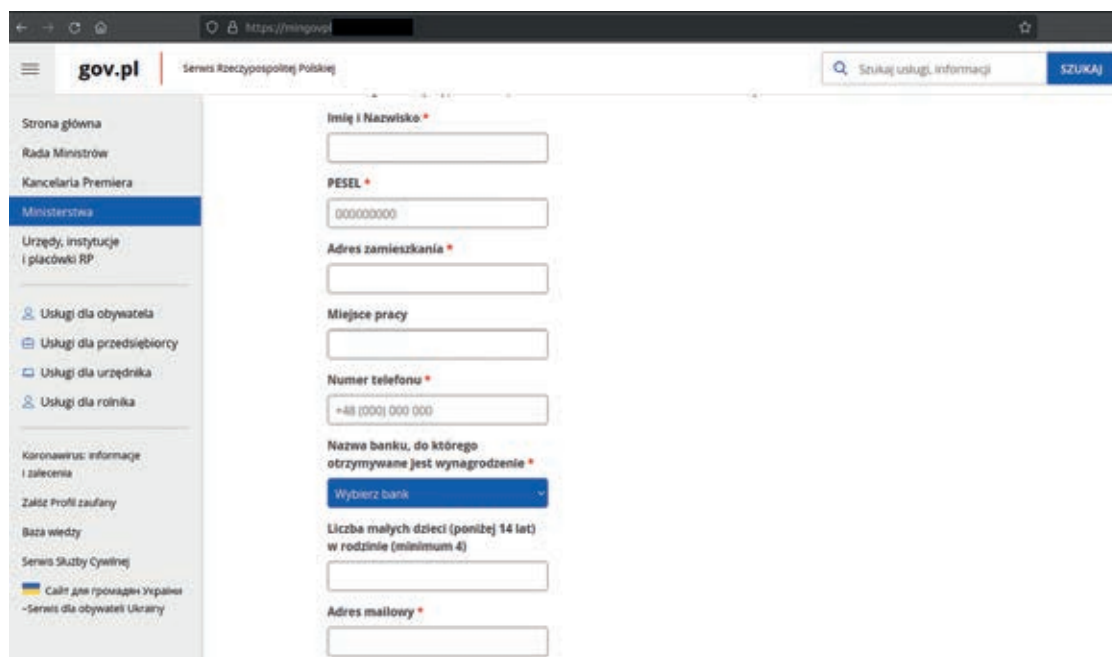 https://mingovpl
gov.pl
Serwis Rzeczypospolitej Polskiej
Szukaj usługi, informacji
SZUKAJ
Strona główna
Rada Ministrów
Kancelaria Premiera
Ministerstwa
Urzędy, instytucje
i placówki RP
Usługi dla obywatela
Usługi dla przedsiębiorcy
Usługi dla urzędnika
Usługi dla rolnika
Koronawirus: informacje
i zalecenia
Załóż Profil zaufany
Baza wiedzy
Serwis Służby Cywilnej
Сайт для громадян України
-Serwis dla obywateli Ukrainy
Imię i Nazwisko *
PESEL *
000000000
Adres zamieszkania *
Miejsce pracy
Numer telefonu *
+48 (000) 000 000
Nazwa banku, do którego
otrzymywane jest wynagrodzenie *
Wybierz bank
Liczba małych dzieci (poniżej 14 lat)
w rodzinie (minimum 4)
Adres mailowy *